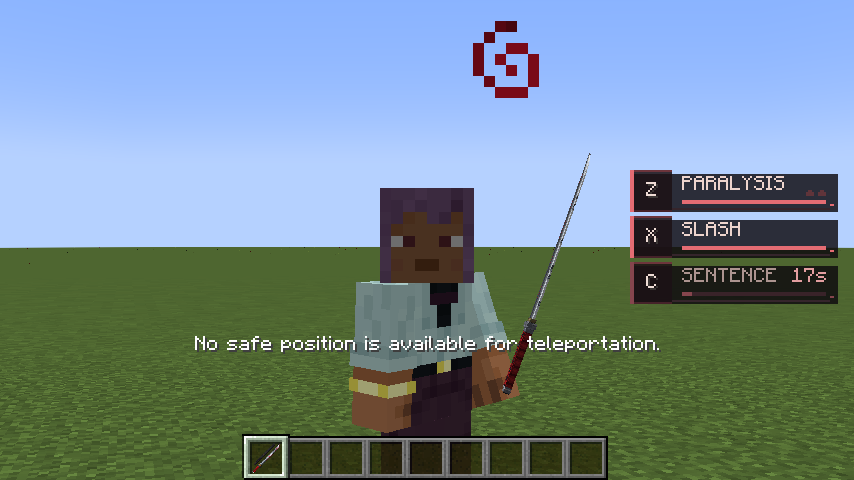 Z PARALYSIS
X SLASH
C SENTENCE 17s
No safe position is available for teleportation.